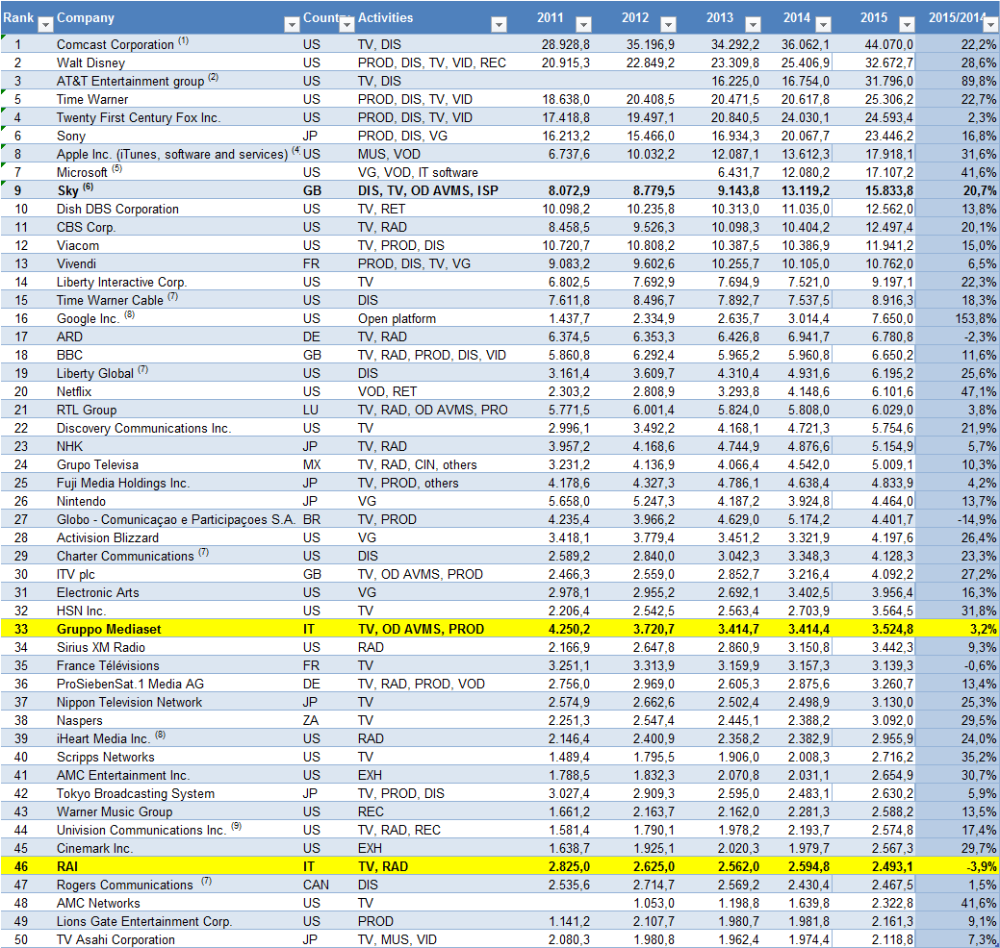 Rank Company Country Activities 2011 2012 2013 2014 2015 2015/2014
1 Comcast Corporation (1) US TV, DIS 28.928,8 35.196,9 34.292,2 36.062,1 44.070,0 22,2%
2 Walt Disney US PROD, DIS, TV, VID, REC 20.915,3 22.849,2 23.309,8 25.406,9 32.672,7 28,6%
3 AT&T Entertainment group (2) US TV, DIS 16.225,0 16.754,0 31.796,0 89,8%
5 Time Warner US PROD, DIS, TV, VID 18.638,0 20.408,5 20.471,5 20.617,8 25.306,2 22,7%
4 Twenty First Century Fox Inc. US PROD, DIS, TV, VID 17.418,8 19.497,1 20.840,5 24.030,1 24.593,4 2,3%
6 Sony JP PROD, DIS, VG 16.213,2 15.466,0 16.934,3 20.067,7 23.446,2 16,8%
8 Apple Inc. (iTunes, software and services) (4 US MUS, VOD 6.737,6 10.032,2 12.087,1 13.612,3 17.918,1 31,6%
7 Microsoft (5) US VG, VOD, IT software 6.431,7 12.080,2 17.107,2 41,6%
9 Sky (6) GB DIS, TV, OD AVMS, ISP 8.072,9 8.779,5 9.143,8 13.119,2 15.833,8 20,7%
10 Dish DBS Corporation US TV, RET 10.098,2 10.235,8 10.313,0 11.035,0 12.562,0 13,8%
11 CBS Corp. US TV, RAD 8.458,5 9.526,3 10.098,3 10.404,2 12.497,4 20,1%
12 Viacom US TV, PROD, DIS 10.720,7 10.808,2 10.387,5 10.386,9 11.941,2 15,0%
13 Vivendi FR PROD, DIS, TV, VG 9.083,2 9.602,6 10.255,7 10.105,0 10.762,0 6,5%
14 Liberty Interactive Corp. US TV 6.802,5 7.692,9 7.694,9 7.521,0 9.197,1 22,3%
15 Time Warner Cable (7) US DIS 7.611,8 8.496,7 7.892,7 7.537,5 8.916,3 18,3%
16 Google Inc. (8) US Open platform 1.437,7 2.334,9 2.635,7 3.014,4 7.650,0 153,8%
17 ARD DE TV, RAD 6.374,5 6.353,3 6.426,8 6.941,7 6.780,8 -2,3%
18 BBC GB TV, RAD, PROD, DIS, VID 5.860,8 6.292,4 5.965,2 5.960,8 6.650,2 11,6%
19 Liberty Global (7) US DIS 3.161,4 3.609,7 4.310,4 4.931,6 6.195,2 25,6%
20 Netflix US VOD, RET 2.303,2 2.808,9 3.293,8 4.148,6 6.101,6 47,1%
21 RTL Group LU TV, RAD, OD AVMS, PRO 5.771,5 6.001,4 5.824,0 5.808,0 6.029,0 3,8%
22 Discovery Communications Inc. US TV 2.996,1 3.492,2 4.168,1 4.721,3 5.754,6 21,9%
23 NHK JP TV, RAD 3.957,2 4.168,6 4.744,9 4.876,6 5.154,9 5,7%
24 Grupo Televisa MX TV, RAD, CIN, others 3.231,2 4.136,9 4.066,4 4.542,0 5.009,1 10,3%
25 Fuji Media Holdings Inc. JP TV, PROD, others 4.178,6 4.327,3 4.786,1 4.638,4 4.833,9 4,2%
26 Nintendo JP VG 5.658,0 5.247,3 4.187,2 3.924,8 4.464,0 13,7%
27 Globo - Comunicaçao e Participaçoes S.A. BR TV, PROD 4.235,4 3.966,2 4.629,0 5.174,2 4.401,7 -14,9%
28 Activision Blizzard US VG 3.418,1 3.779,4 3.451,2 3.321,9 4.197,6 26,4%
29 Charter Communications (7) US DIS 2.589,2 2.840,0 3.042,3 3.348,3 4.128,3 23,3%
30 ITV plc GB TV, OD AVMS, PROD 2.466,3 2.559,0 2.852,7 3.216,4 4.092,2 27,2%
31 Electronic Arts US VG 2.978,1 2.955,2 2.692,1 3.402,5 3.956,4 16,3%
32 HSN Inc. US TV 2.206,4 2.542,5 2.563,4 2.703,9 3.564,5 31,8%
33 Gruppo Mediaset IT TV, OD AVMS, PROD 4.250,2 3.720,7 3.414,7 3.414,4 3.524,8 3,2%
34 Sirius XM Radio US RAD 2.166,9 2.647,8 2.860,9 3.150,8 3.442,3 9,3%
35 France Télévisions FR TV 3.251,1 3.313,9 3.159,9 3.157,3 3.139,3 -0,6%
36 ProSiebenSat.1 Media AG DE TV, RAD, PROD, VOD 2.756,0 2.969,0 2.605,3 2.875,6 3.260,7 13,4%
37 Nippon Television Network JP TV 2.574,9 2.662,6 2.502,4 2.498,9 3.130,0 25,3%
38 Naspers ZA TV 2.251,3 2.547,4 2.445,1 2.388,2 3.092,0 29,5%
39 iHeart Media Inc. (8) US RAD 2.146,4 2.400,9 2.358,2 2.382,9 2.955,9 24,0%
40 Scripps Networks US TV 1.489,4 1.795,5 1.906,0 2.008,3 2.716,2 35,2%
41 AMC Entertainment Inc. US EXH 1.788,5 1.832,3 2.070,8 2.031,1 2.654,9 30,7%
42 Tokyo Broadcasting System JP TV, PROD, DIS 3.027,4 2.909,3 2.595,0 2.483,1 2.630,2 5,9%
43 Warner Music Group US REC 1.661,2 2.163,7 2.162,0 2.281,3 2.588,2 13,5%
44 Univision Communications Inc. (9) US TV, RAD, REC 1.581,4 1.790,1 1.978,2 2.193,7 2.574,8 17,4%
45 Cinemark Inc. US EXH 1.638,7 1.925,1 2.020,3 1.979,7 2.567,3 29,7%
46 RAI IT TV, RAD 2.825,0 2.625,0 2.562,0 2.594,8 2.493,1 -3,9%
47 Rogers Communications (7) CAN DIS 2.535,6 2.714,7 2.569,2 2.430,4 2.467,5 1,5%
48 AMC Networks US TV 1.053,0 1.198,8 1.639,8 2.322,8 41,6%
49 Lions Gate Entertainment Corp. US PROD 1.141,2 2.107,7 1.980,7 1.981,8 2.161,3 9,1%
50 TV Asahi Corporation JP TV, MUS, VID 2.080,3 1.980,8 1.962,4 1.974,4 2.118,8 7,3%